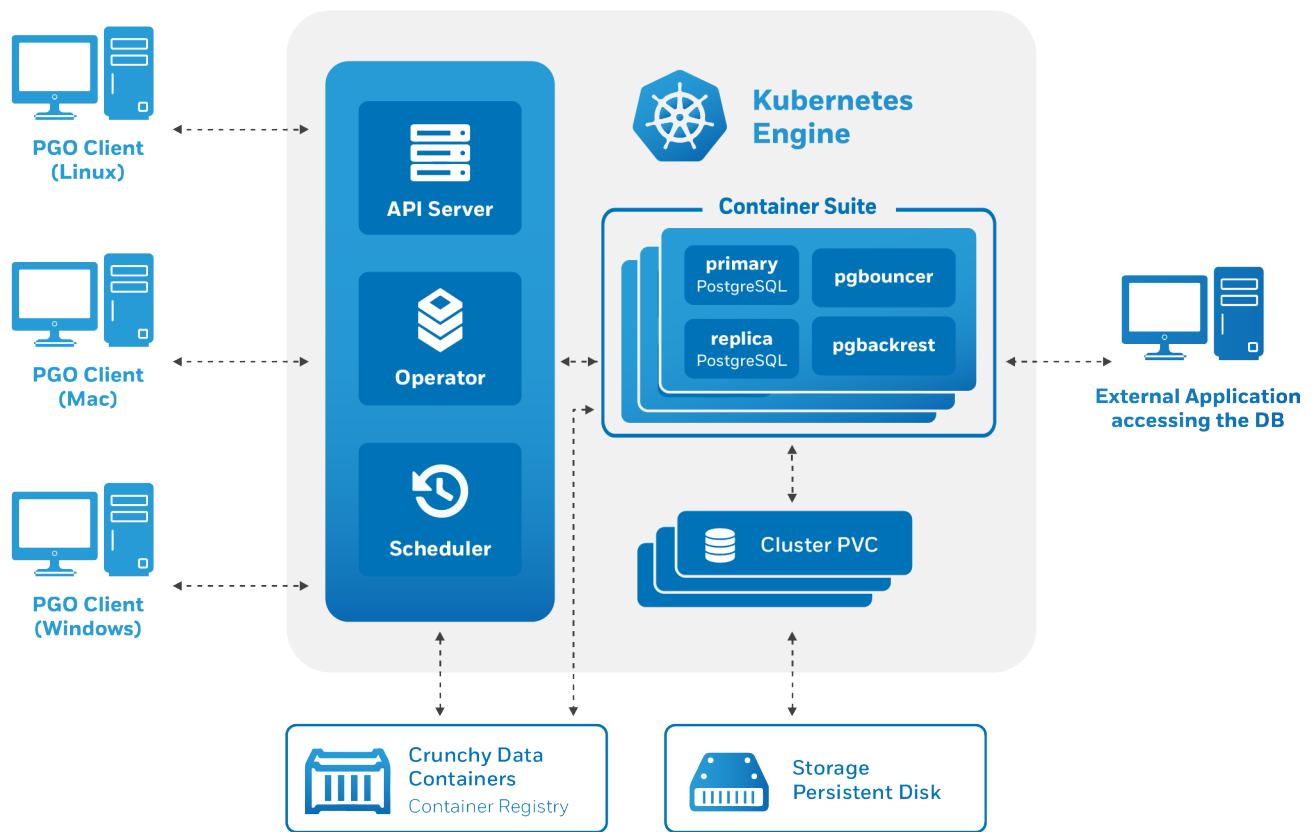 PGO Client
(Linux)
PGO Client
(Mac)
PGO Client
(Windows)
API Server
Operator
Scheduler
Kubernetes
Engine
Container Suite
primary
PostgreSQL
pgbouncer
replica
PostgreSQL
pgbackrest
Cluster PVC
External Application
accessing the DB
Crunchy Data
Containers
Container Registry
Storage
Persistent Disk